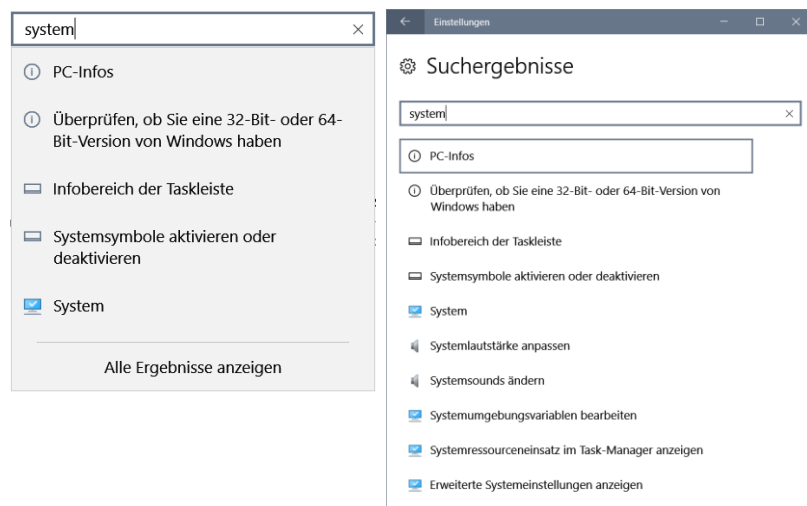 system
PC-Infos
Überprüfen, ob Sie eine 32-Bit- oder 64-
Bit-Version von Windows haben
Infobereich der Taskleiste
Systemsymbole aktivieren oder
deaktivieren
System
Alle Ergebnisse anzeigen
Einstellungen
Suchergebnisse
system
PC-Infos
Überprüfen, ob Sie eine 32-Bit- oder 64-Bit-Version von
Windows haben
Infobereich der Taskleiste
Systemsymbole aktivieren oder deaktivieren
System
Systemlautstärke anpassen
Systemsounds ändern
Systemumgebungsvariablen bearbeiten
Systemressourceneinsatz im Task-Manager anzeigen
Erweiterte Systemeinstellungen anzeigen